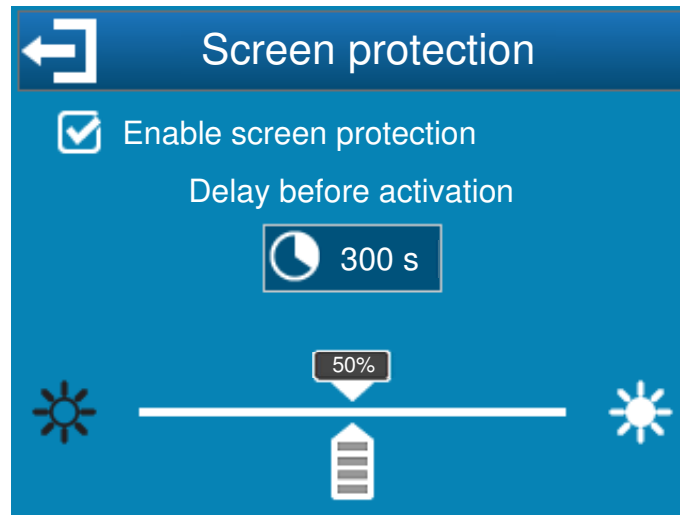 Screen protection
Enable screen protection
Delay before activation
300 s
50%